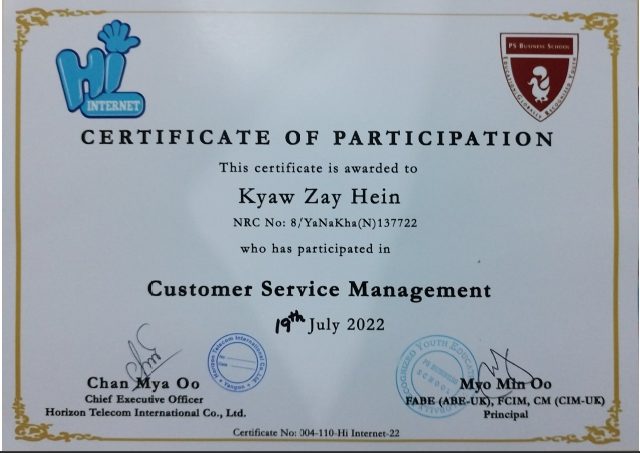 Hi
INTERNET
PS BUSINESS SCHOOL
CERTIFICATE OF PARTICIPATION
This certificate is awarded to
Kyaw Zay Hein
NRC No: 8/YaNaKha(N)137722
who has participated in
Customer Service Management
19th July 2022
Horizon Telecom International Co., Ltd.
Yangon
PS BUSINESS
SCHOOL
Chan Mya Oo
Chief Executive Officer
Horizon Telecom International Co., Ltd.
Myo Min Oo
FABE (ABE-UK), FCIM, CM (CIM-UK)
Principal
Certificate No: 004-110-Hi Internet-22